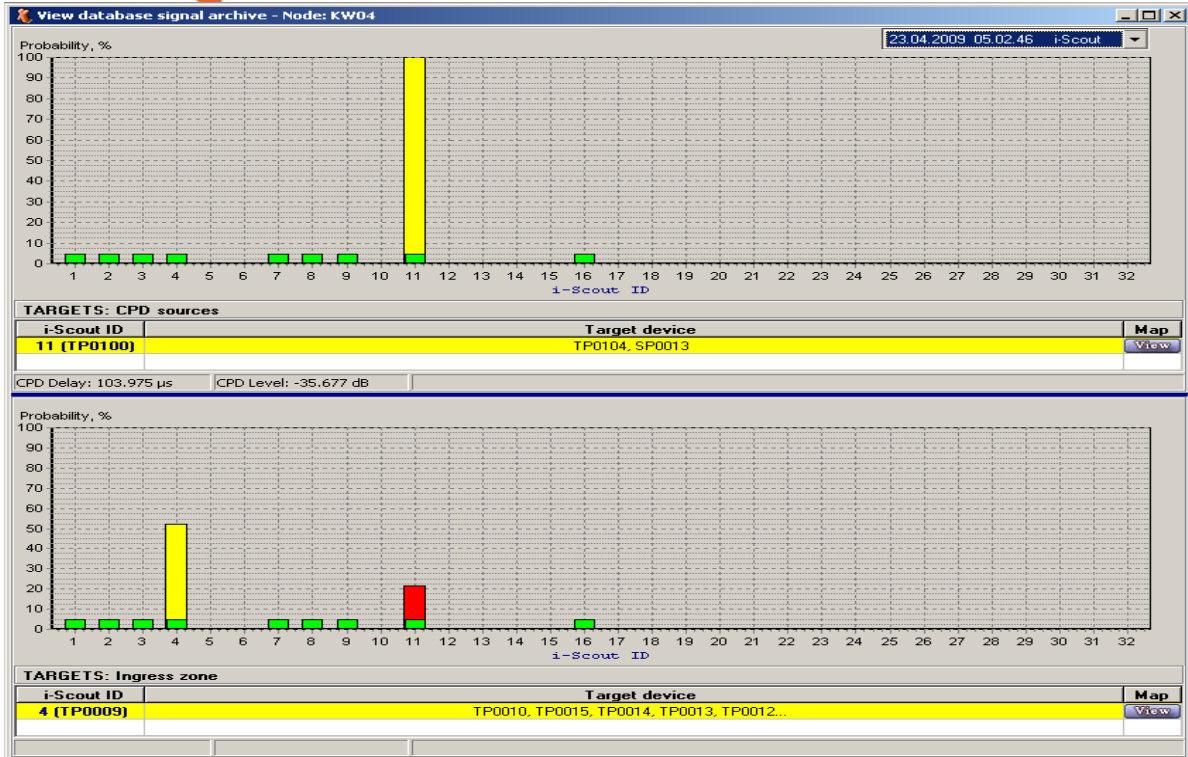 View database signal archive - Node: KW04
23.04.2009 05.02.46 i-Scout
Probability, %
100
90
80
70
60
50
40
30
20
10
0
1 2 3 4 5 6 7 8 9 10 11 12 13 14 15 16 17 18 19 20 21 22 23 24 25 26 27 28 29 30 31 32
i-Scout ID
TARGETS: CPD sources
i-Scout ID Target device Map
11 (TP0100) TP0104, SP0013 View
CPD Delay: 103.975 µs CPD Level: -35.677 dB
Probability, %
100
90
80
70
60
50
40
30
20
10
0
1 2 3 4 5 6 7 8 9 10 11 12 13 14 15 16 17 18 19 20 21 22 23 24 25 26 27 28 29 30 31 32
i-Scout ID
TARGETS: Ingress zone
i-Scout ID Target device Map
4 (TP0009) TP0010, TP0015, TP0014, TP0013, TP0012... View